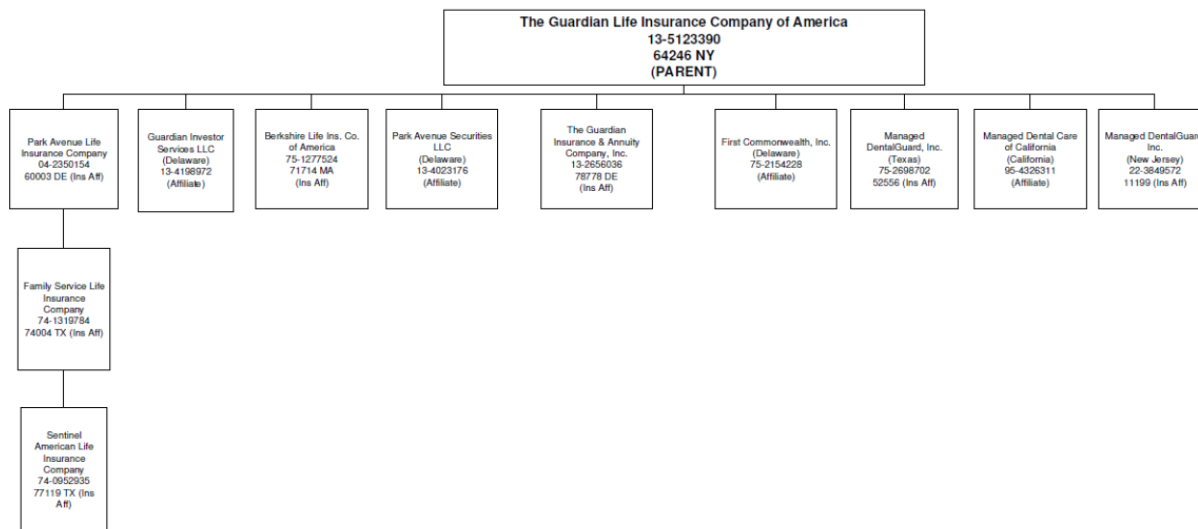 The Guardian Life Insurance Company of America
13-5123390
64246 NY
(PARENT)
Park Avenue Life
Insurance Company
04-2350154
60003 DE (Ins Aff)
Guardian Investor
Services LLC
(Delaware)
13-4198972
(Affiliate)
Berkshire Life Ins. Co.
of America
75-1277524
71714 MA
(Ins Aff)
Park Avenue Securities
LLC
(Delaware)
13-4023176
(Affiliate)
The Guardian
Insurance & Annuity
Company, Inc.
13-2656036
78778 DE
(Ins Aff)
First Commonwealth, Inc.
(Delaware)
75-2154228
(Affiliate)
Managed
DentalGuard, Inc.
(Texas)
75-2698702
52556 (Ins Aff)
Managed Dental Care
of California
(California)
95-4326311
(Affiliate)
Managed DentalGuard
Inc.
(New Jersey)
22-3849572
11199 (Ins Aff)
Family Service Life
Insurance
Company
74-1319784
74004 TX (Ins Aff)
Sentinel
American Life
Insurance
Company
74-0952935
77119 TX (Ins
Aff)